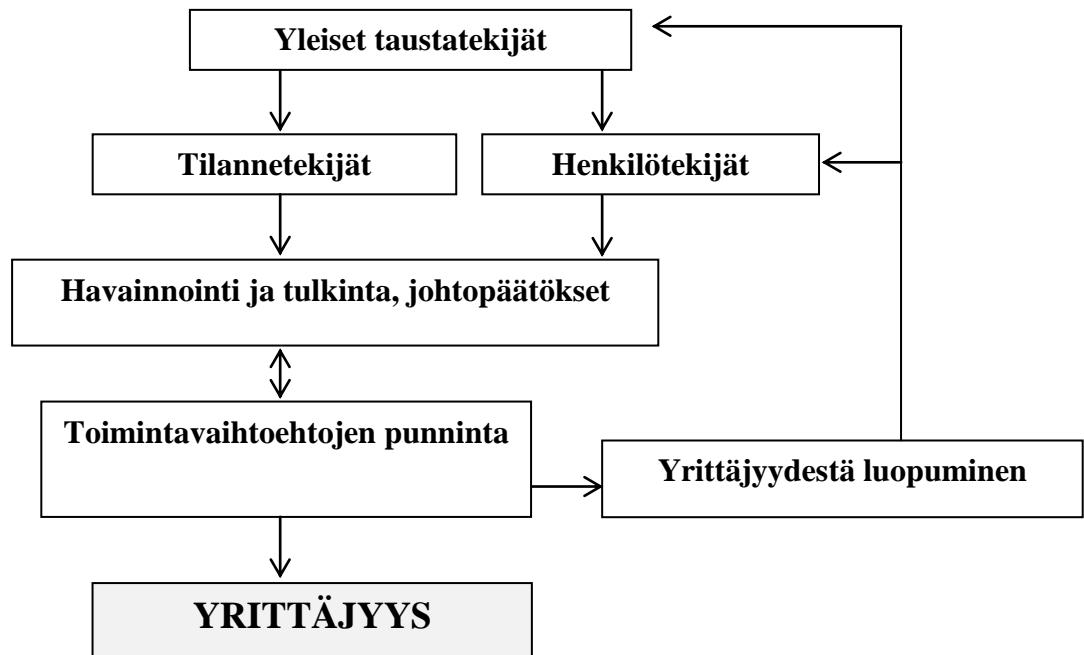 Yleiset taustatekijät
Tilannetekijät
Henkilötekijät
Havainnointi ja tulkinta, johtopäätökset
Toimintavaihtoehtojen punninta
Yrittäjyydestä luopuminen
YRITTÄJYYS